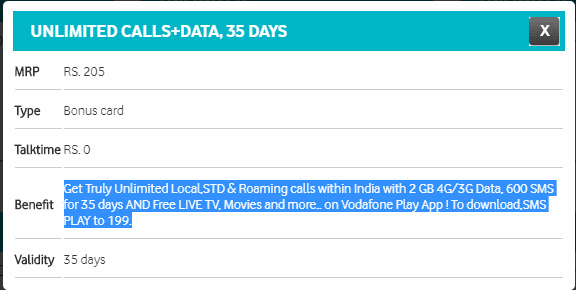 UNLIMITED CALLS+DATA, 35 DAYS X
MRP RS. 205
Type Bonus card
Talktime RS. 0
Get Truly Unlimited Local,STD & Roaming calls within India with 2 GB 4G/3G Data, 600 SMS
Benefit for 35 days AND Free LIVE TV, Movies and more.. on Vodafone Play App ! To download,SMS
PLAY to 199.
Validity 35 days